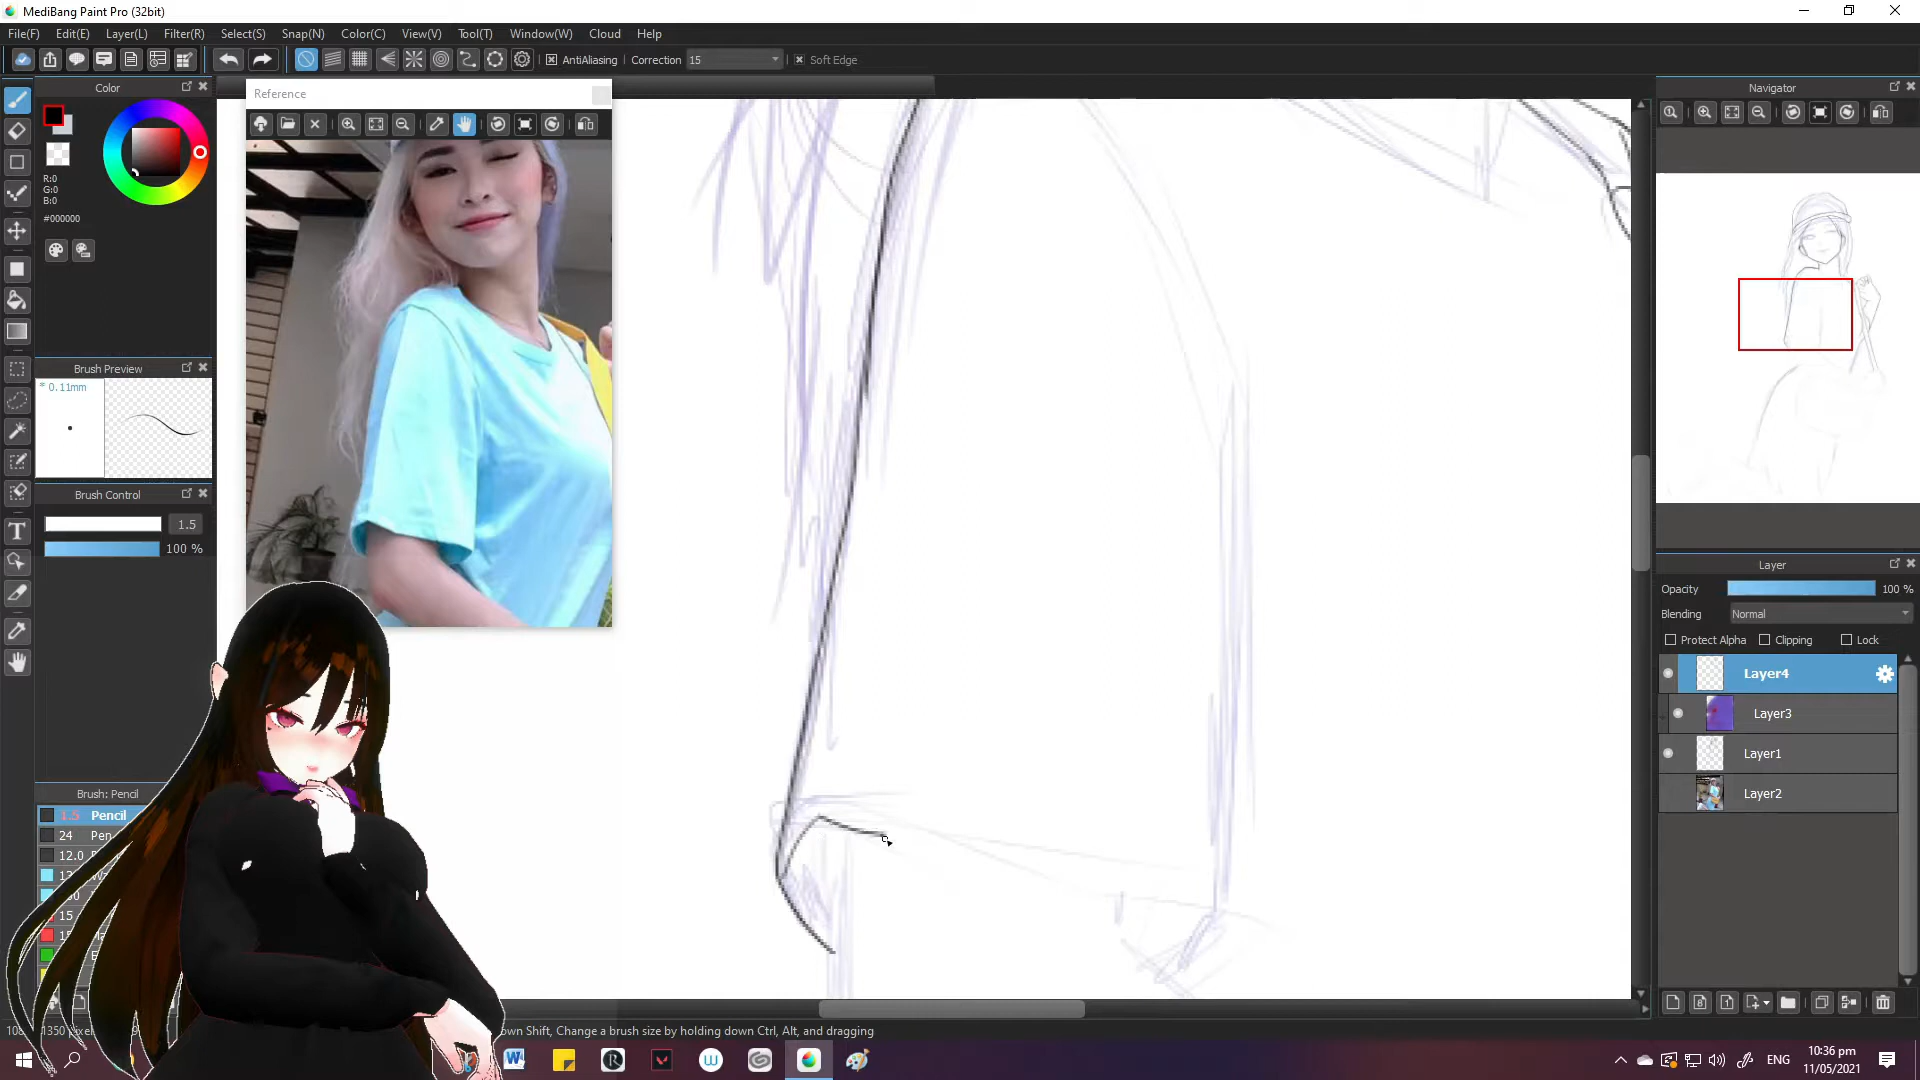 MediBang Paint Pro (32bit)
File(F) Edit(E) Layer(L) Filter(R) Select(S) Snap(N) Color(C) View(V) Tool(T) Window(W) Cloud Help
AntiAliasing Correction 15 Soft Edge
Color
R:0
G:0
B:0
#000000
Brush Preview
* 0.11mm
Brush Control
1.5
100 %
Brush: Pencil
1.5 Pencil
24 Pen
12.0
15
Reference
Navigator
Layer
Opacity 100 %
Blending Normal
Protect Alpha Clipping Lock
Layer4
Layer3
Layer1
Layer2
own Shift, Change a brush size by holding down Ctrl, Alt, and dragging
ENG
10:36 pm
11/05/2021